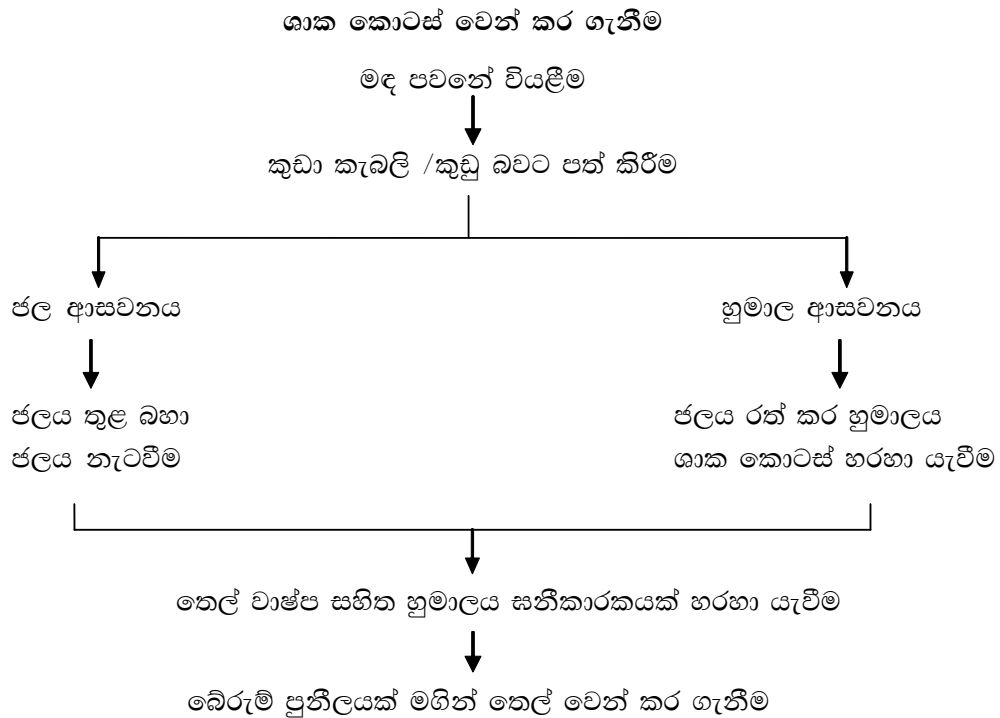 ශාක කොටස් වෙන් කර ගැනීම
මඳ පවනේ වියළීම
කුඩා කැබලි /කුඩු බවට පත් කිරීම
ජල ආසවනය
හුමාල ආසවනය
ජලය තුළ බහා
ජලය නැටවීම
ජලය රත් කර හුමාලය
ශාක කොටස් හරහා යැවීම
තෙල් වාෂ්ප සහිත හුමාලය ඝනීකාරකයක් හරහා යැවීම
බේරුම් පුනීලයක් මගින් තෙල් වෙන් කර ගැනීම